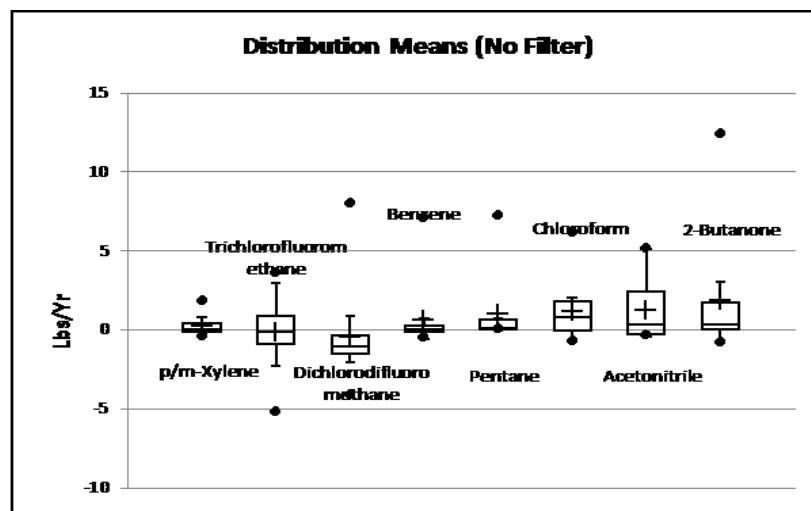 Distribution Means (No Filter)
15
10
5
0
-5
-10
Lbs/Yr
p/m-Xylene
Trichlorofluorom
ethane
Dichlorodifluoro
methane
Benzene
Pentane
Chloroform
Acetonitrile
2-Butanone